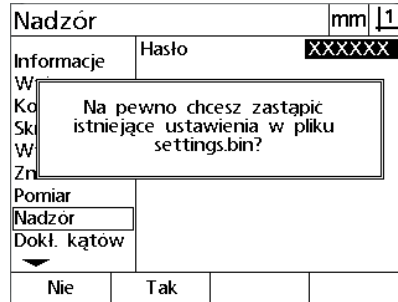 Nadzór mm 1
Hasło XXXXXX
Informacje
Na pewno chcesz zastąpić
istniejące ustawienia w pliku
settings.bin?
Pomiar
Nadzór
Dokł. kątów
Nie Tak